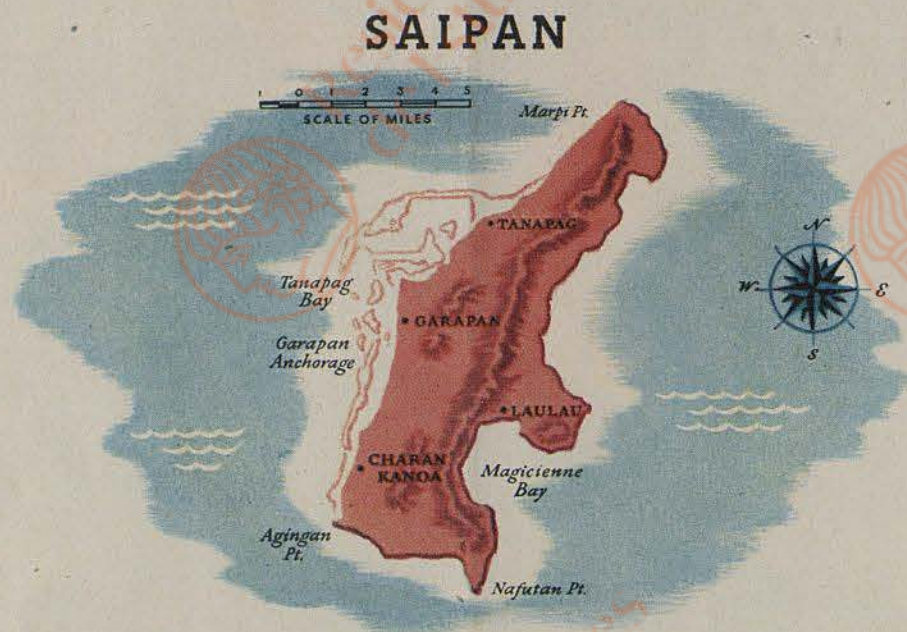 SAIPAN
1 0 1 2 3 4 5
SCALE OF MILES
Marpi Pt.
TANAPAG
N
W
E
S
Tanapag
Bay
GARAPAN
Garapan
Anchorage
LAULAU
CHARAN
KANOA
Magicienne
Bay
Agingan
Pt.
Nafutan Pt.